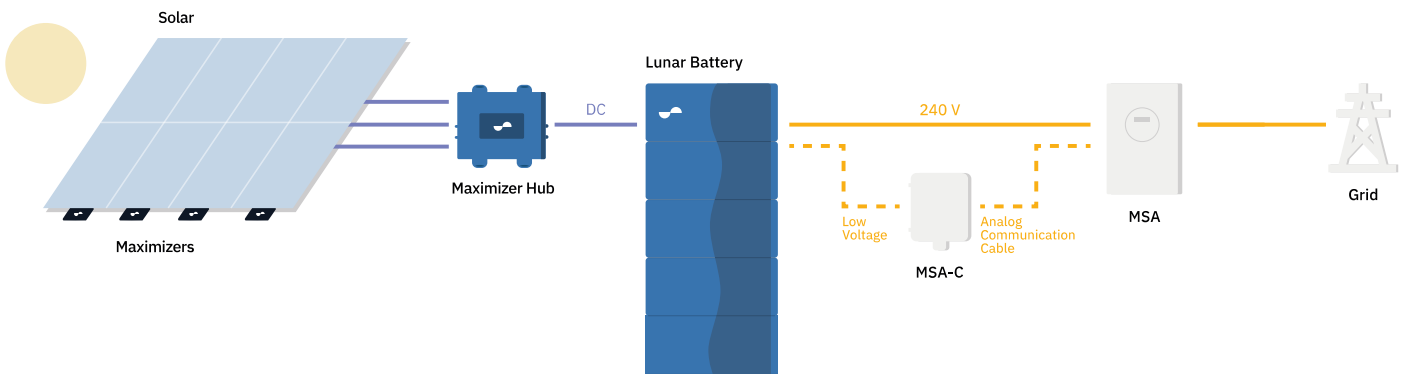 Solar
Lunar Battery
DC
240 V
Maximizer Hub
Grid
MSA
Low
Voltage
Analog
Communication
Cable
Maximizers
MSA-C